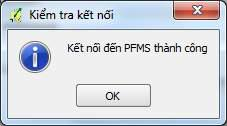 Kiểm tra kết nối
Kết nối đến PFMS thành công
OK